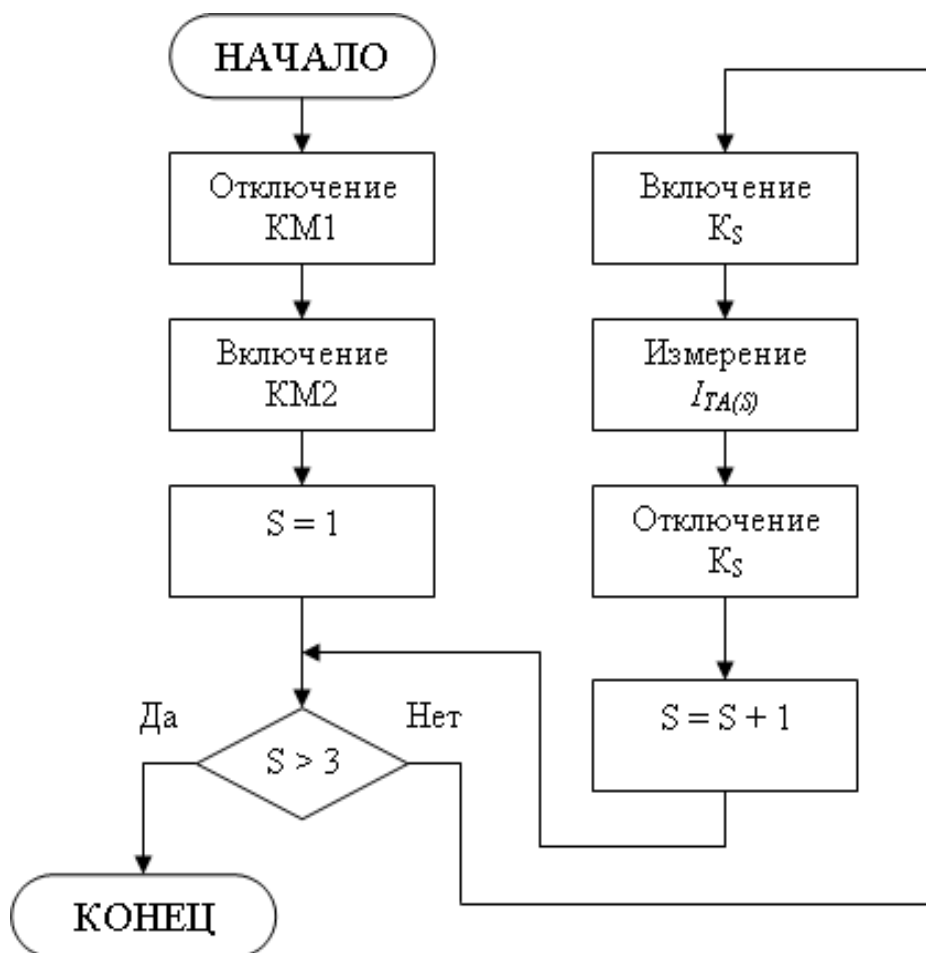 НАЧАЛО
Отключение
КМ1
Включение
КМ2
S = 1
Да
Нет
S > 3
КОНЕЦ
Включение
KS
Измерение
ITA(S)
Отключение
KS
S = S + 1